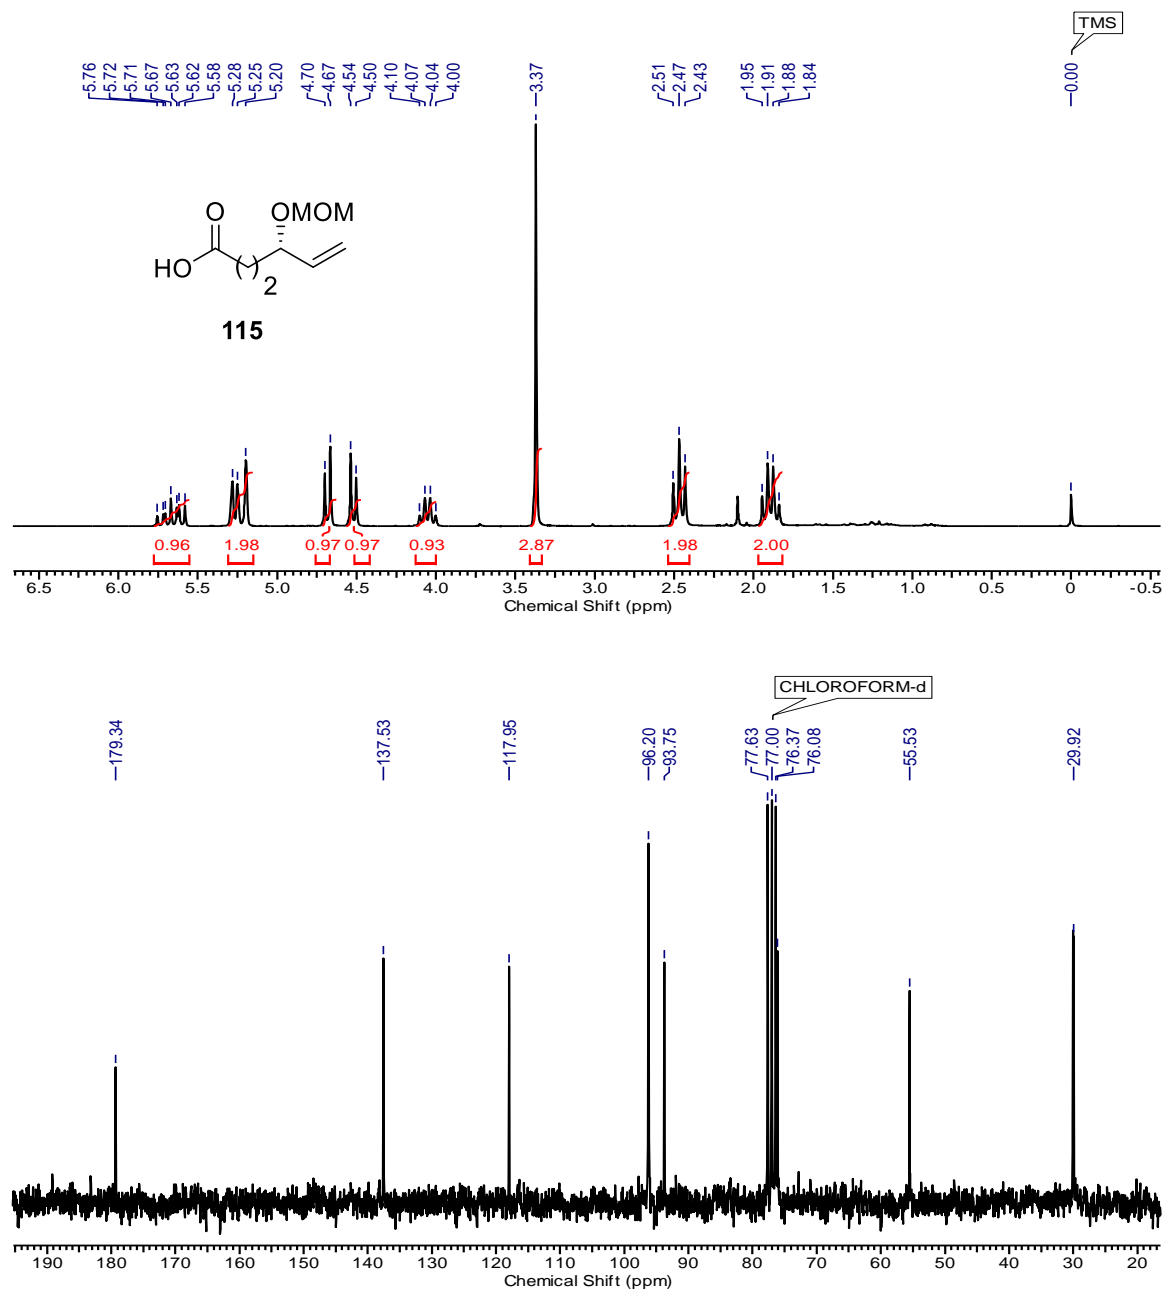 TMS
5.76 5.72 5.71 5.67 5.63 5.62 5.58 5.28 5.25 5.20 4.70 4.67 4.54 4.50 4.10 4.07 4.04 4.00 3.37 2.51 2.47 2.43 1.95 1.91 1.88 1.84 0.00
O OMOM
HO
( )2
115
0.96 1.98 0.97 0.97 0.93 2.87 1.98 2.00
6.5 6.0 5.5 5.0 4.5 4.0 3.5 3.0 2.5 2.0 1.5 1.0 0.5 0 -0.5
Chemical Shift (ppm)
CHLOROFORM-d
179.34 137.53 117.95 96.20 93.75 77.63 77.00 76.37 76.08 55.53 29.92
190 180 170 160 150 140 130 120 110 100 90 80 70 60 50 40 30 20
Chemical Shift (ppm)